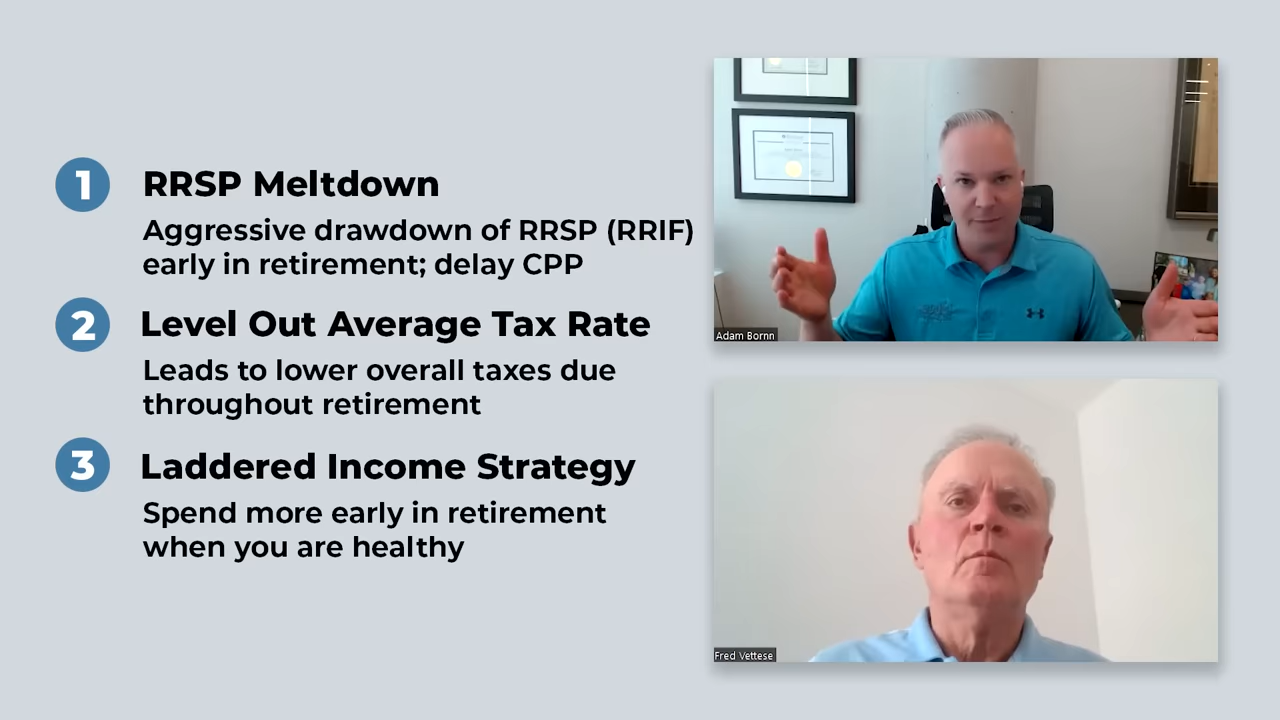 1 RRSP Meltdown
Aggressive drawdown of RRSP (RRIF)
early in retirement; delay CPP
2 Level Out Average Tax Rate
Leads to lower overall taxes due
throughout retirement
3 Laddered Income Strategy
Spend more early in retirement
when you are healthy
Adam Bornn
Fred Vettese